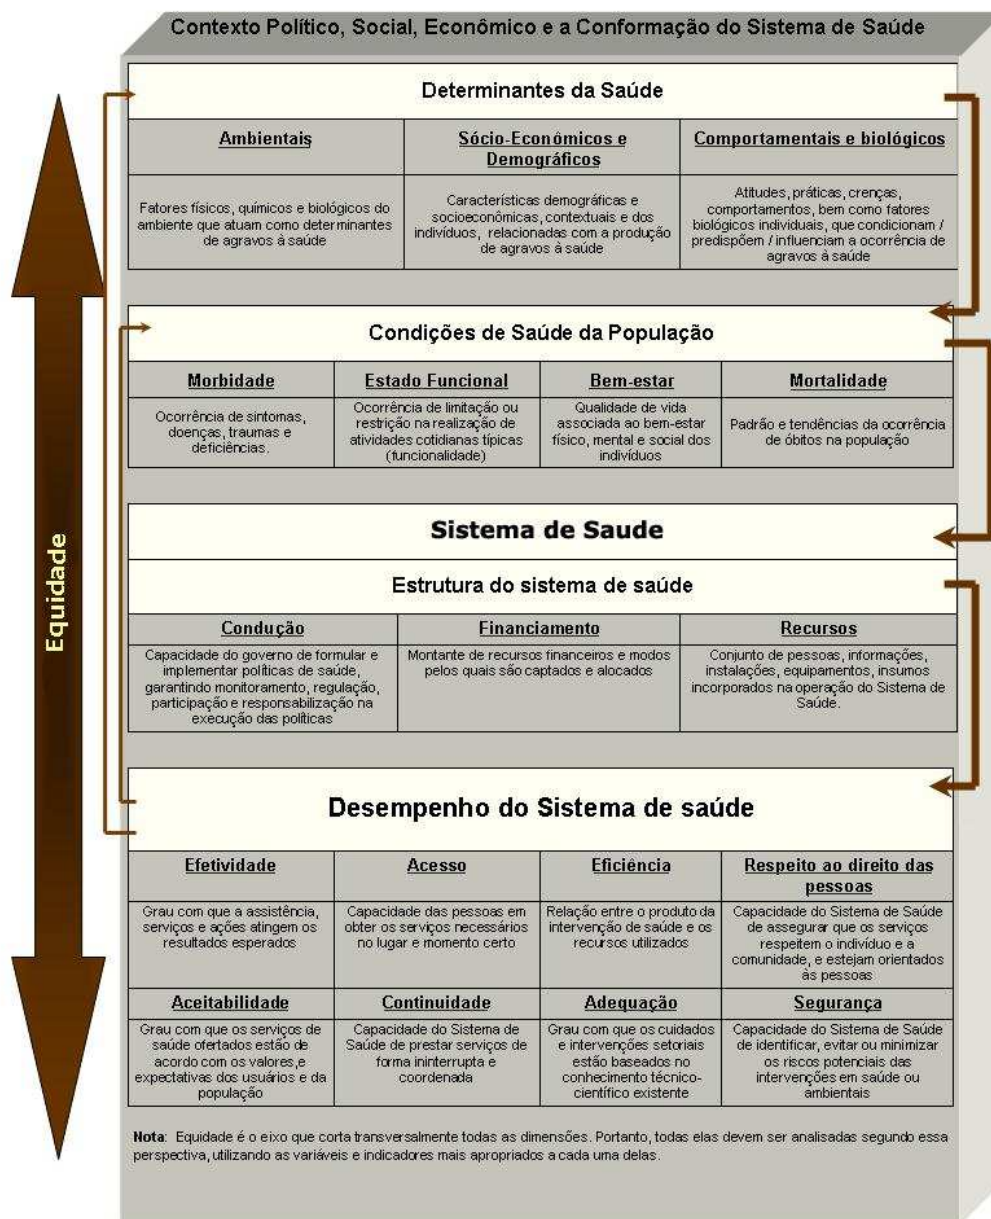 Contexto Político, Social, Econômico e a Conformação do Sistema de Saúde
Determinantes da Saúde
Ambientais
Fatores físicos, químicos e biológicos do
ambiente que atuam como determinantes
de agravos à saúde
Sócio-Econômicos e
Demográficos
Características demográficas e
socioeconômicas, contextuais e dos
indivíduos, relacionadas com a produção
de agravos à saúde
Comportamentais e biológicos
Atitudes, práticas, crenças,
comportamentos, bem como fatores
biológicos individuais, que condicionam /
predispõem / influenciam a ocorrência de
agravos à saúde
Condições de Saúde da População
Morbidade
Ocorrência de sintomas,
doenças, traumas e
deficiências.
Estado Funcional
Ocorrência de limitação ou
restrição na realização de
atividades cotidianas típicas
(funcionalidade)
Bem-estar
Qualidade de vida
associada ao bem-estar
físico, mental e social dos
indivíduos
Mortalidade
Padrão e tendências da ocorrência
de óbitos na população
Sistema de Saude
Estrutura do sistema de saúde
Condução
Capacidade do governo de formular e
implementar políticas de saúde,
garantindo monitoramento, regulação,
participação e responsabilização na
execução das políticas
Financiamento
Montante de recursos financeiros e modos
pelos quais são captados e alocados
Recursos
Conjunto de pessoas, informações,
instalações, equipamentos, insumos
incorporados na operação do Sistema de
Saúde.
Desempenho do Sistema de saúde
Efetividade
Grau com que a assistência,
serviços e ações atingem os
resultados esperados
Acesso
Capacidade das pessoas em
obter os serviços necessários
no lugar e momento certo
Eficiência
Relação entre o produto da
intervenção de saúde e os
recursos utilizados
Respeito ao direito das
pessoas
Capacidade do Sistema de Saúde
de assegurar que os serviços
respeitem o indivíduo e a
comunidade, e estejam orientados
às pessoas
Aceitabilidade
Grau com que os serviços de
saúde ofertados estão de
acordo com os valores,e
expectativas dos usuários e da
população
Continuidade
Capacidade do Sistema de
Saúde de prestar serviços de
forma ininterrupta e
coordenada
Adequação
Grau com que os cuidados
e intervenções setoriais
estão baseados no
conhecimento técnico-
científico existente
Segurança
Capacidade do Sistema de Saúde
de identificar, evitar ou minimizar
os riscos potenciais das
intervenções em saúde ou
ambientais
Nota: Equidade é o eixo que corta transversalmente todas as dimensões. Portanto, todas elas devem ser analisadas segundo essa
perspectiva, utilizando as variáveis e indicadores mais apropriados a cada uma delas.
Equidade